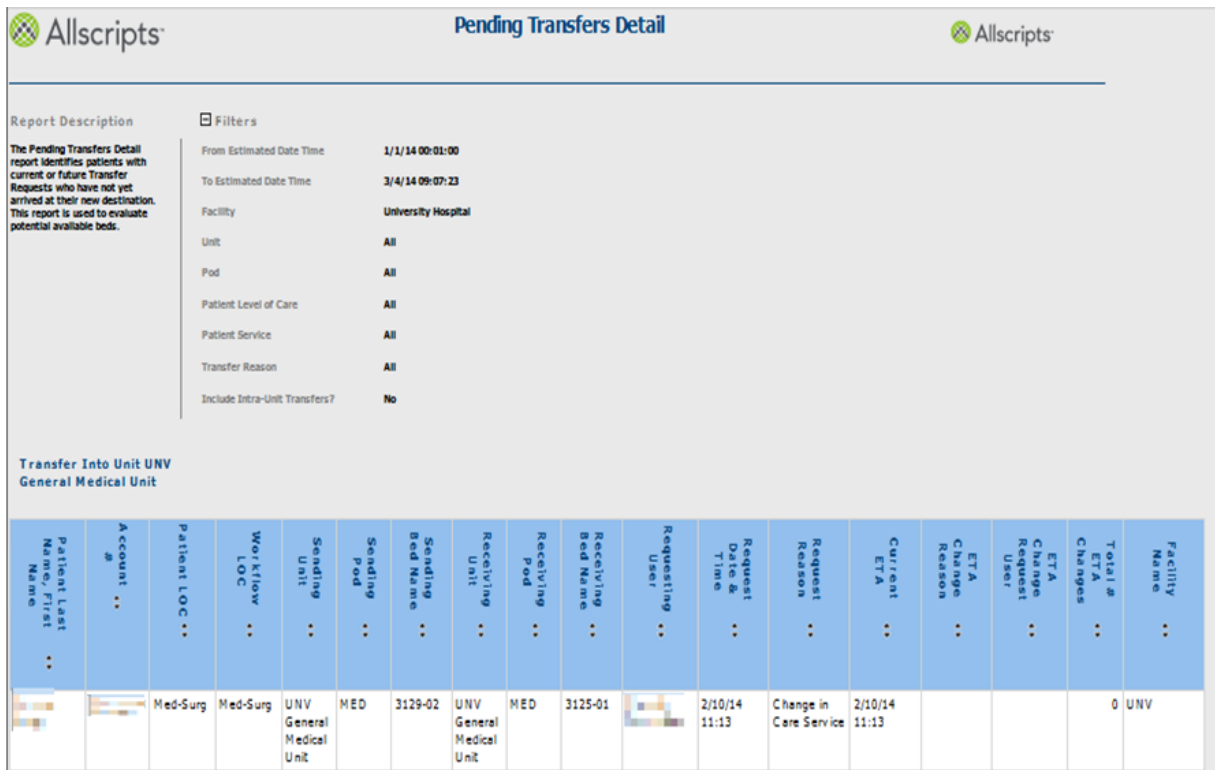 Allscripts
Pending Transfers Detail
Allscripts
Report Description
The Pending Transfers Detail
report identifies patients with
current or future Transfer
Requests who have not yet
arrived at their new destination.
This report is used to evaluate
potential available beds.
Filters
From Estimated Date Time 1/1/14 00:01:00
To Estimated Date Time 3/4/14 09:07:23
Facility University Hospital
Unit All
Pod All
Patient Level of Care All
Patient Service All
Transfer Reason All
Include Intra-Unit Transfers? No
Transfer Into Unit UNV
General Medical Unit
Patient Last
Name, First
Name
Account
#
Patient LOC
Workflow
LOC
Sending
Unit
Sending
Pod
Sending
Bed Name
Receiving
Unit
Receiving
Pod
Receiving
Bed Name
Requesting
User
Request
Date &
Time
Request
Reason
Current
ETA
ETA
Change
Reason
ETA
Change
Request
User
Total #
ETA
Changes
Facility
Name
Med-Surg Med-Surg UNV MED 3129-02 UNV MED 3125-01 2/10/14 Change in 2/10/14 0 UNV
General General 11:13 Care Service 11:13
Medical Medical
Unit Unit